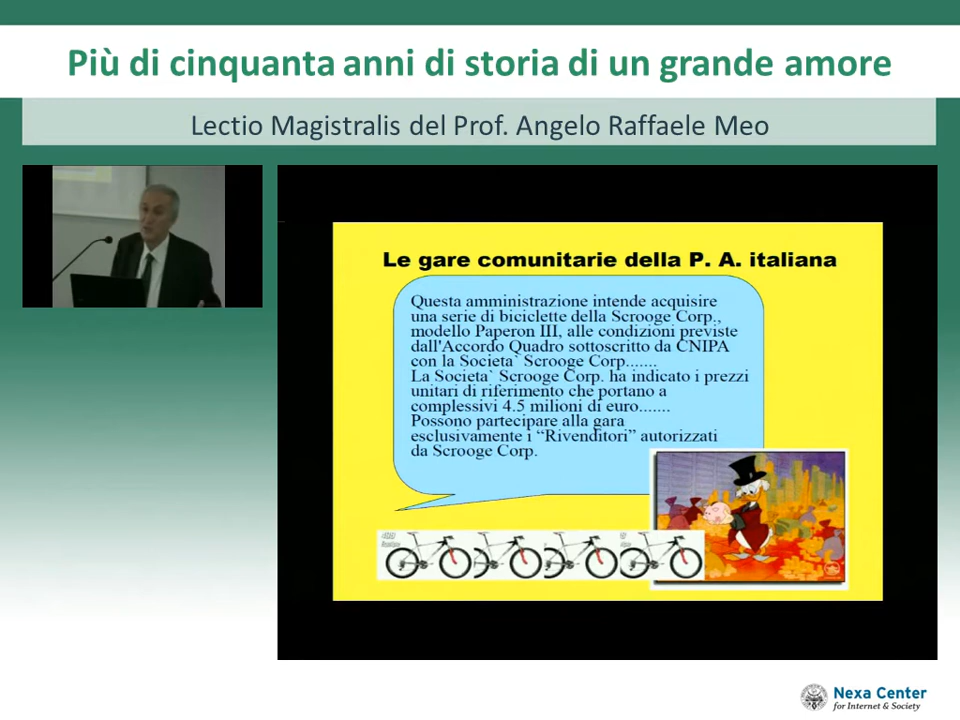 Più di cinquanta anni di storia di un grande amore
Lectio Magistralis del Prof. Angelo Raffaele Meo
Le gare comunitarie della P. A. italiana
Questa amministrazione intende acquisire
una serie di biciclette della Scrooge Corp.,
modello Paperon III, alle condizioni previste
dall'Accordo Quadro sottoscritto da CNIPA
con la Societa` Scrooge Corp.......
La Societa` Scrooge Corp. ha indicato i prezzi
unitari di riferimento che portano a
complessivi 4.5 milioni di euro.......
Possono partecipare alla gara
esclusivamente i “Rivenditori” autorizzati
da Scrooge Corp.
Nexa Center
for Internet & Society